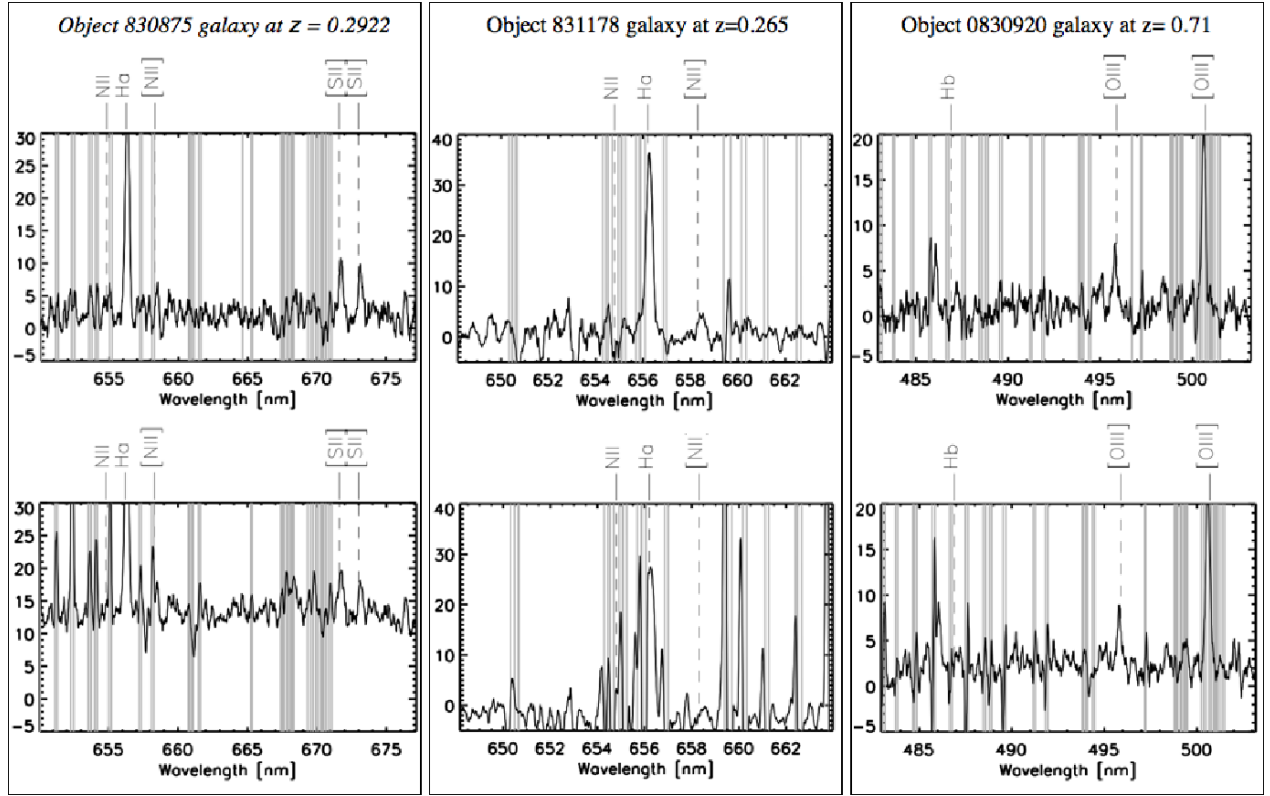 Object 830875 galaxy at z = 0.2922
NII
Ha
[NII]
[SII]
[SII]
30
25
20
15
10
5
0
−5
655 660 665 670 675
Wavelength [nm]
NII
Ha
[NII]
[SII]
[SII]
30
25
20
15
10
5
0
−5
655 660 665 670 675
Wavelength [nm]
Object 831178 galaxy at z=0.265
NII
Ha
[NII]
40
30
20
10
0
650 652 654 656 658 660 662
Wavelength [nm]
NII
Ha
[NII]
40
30
20
10
0
650 652 654 656 658 660 662
Wavelength [nm]
Object 0830920 galaxy at z= 0.71
Hb
[OIII]
[OIII]
20
15
10
5
0
−5
485 490 495 500
Wavelength [nm]
Hb
[OIII]
[OIII]
20
15
10
5
0
−5
485 490 495 500
Wavelength [nm]